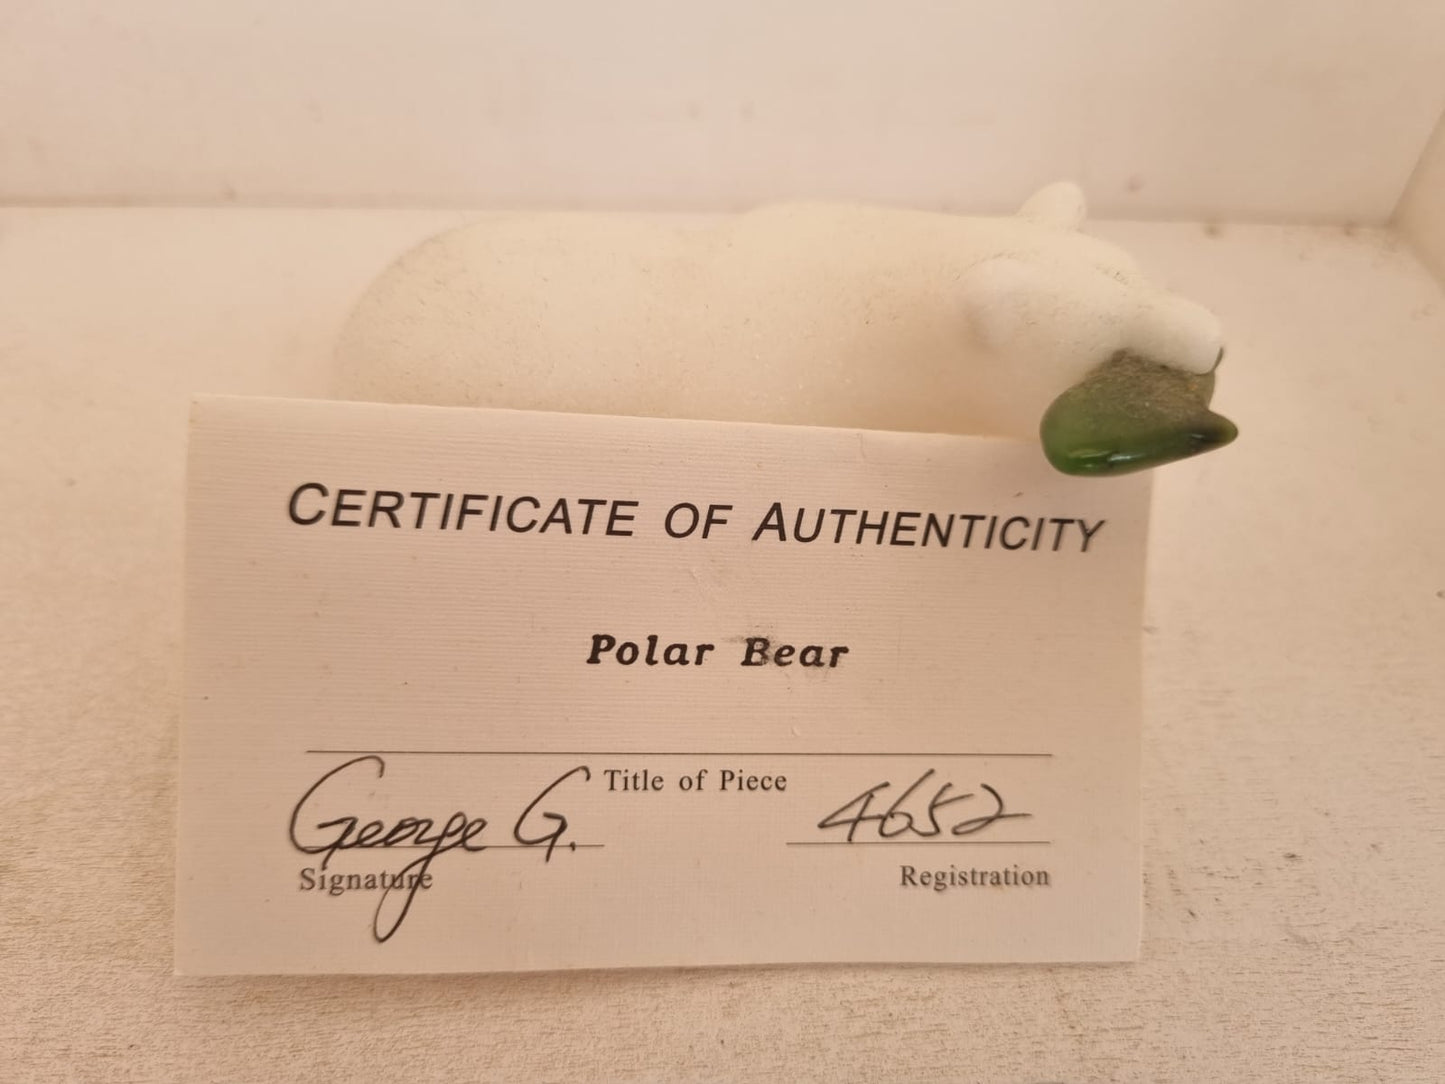 CERTIFICATE OF AUTHENTICITY
Polar Bear
Title of Piece
George G. 4652
Signature Registration